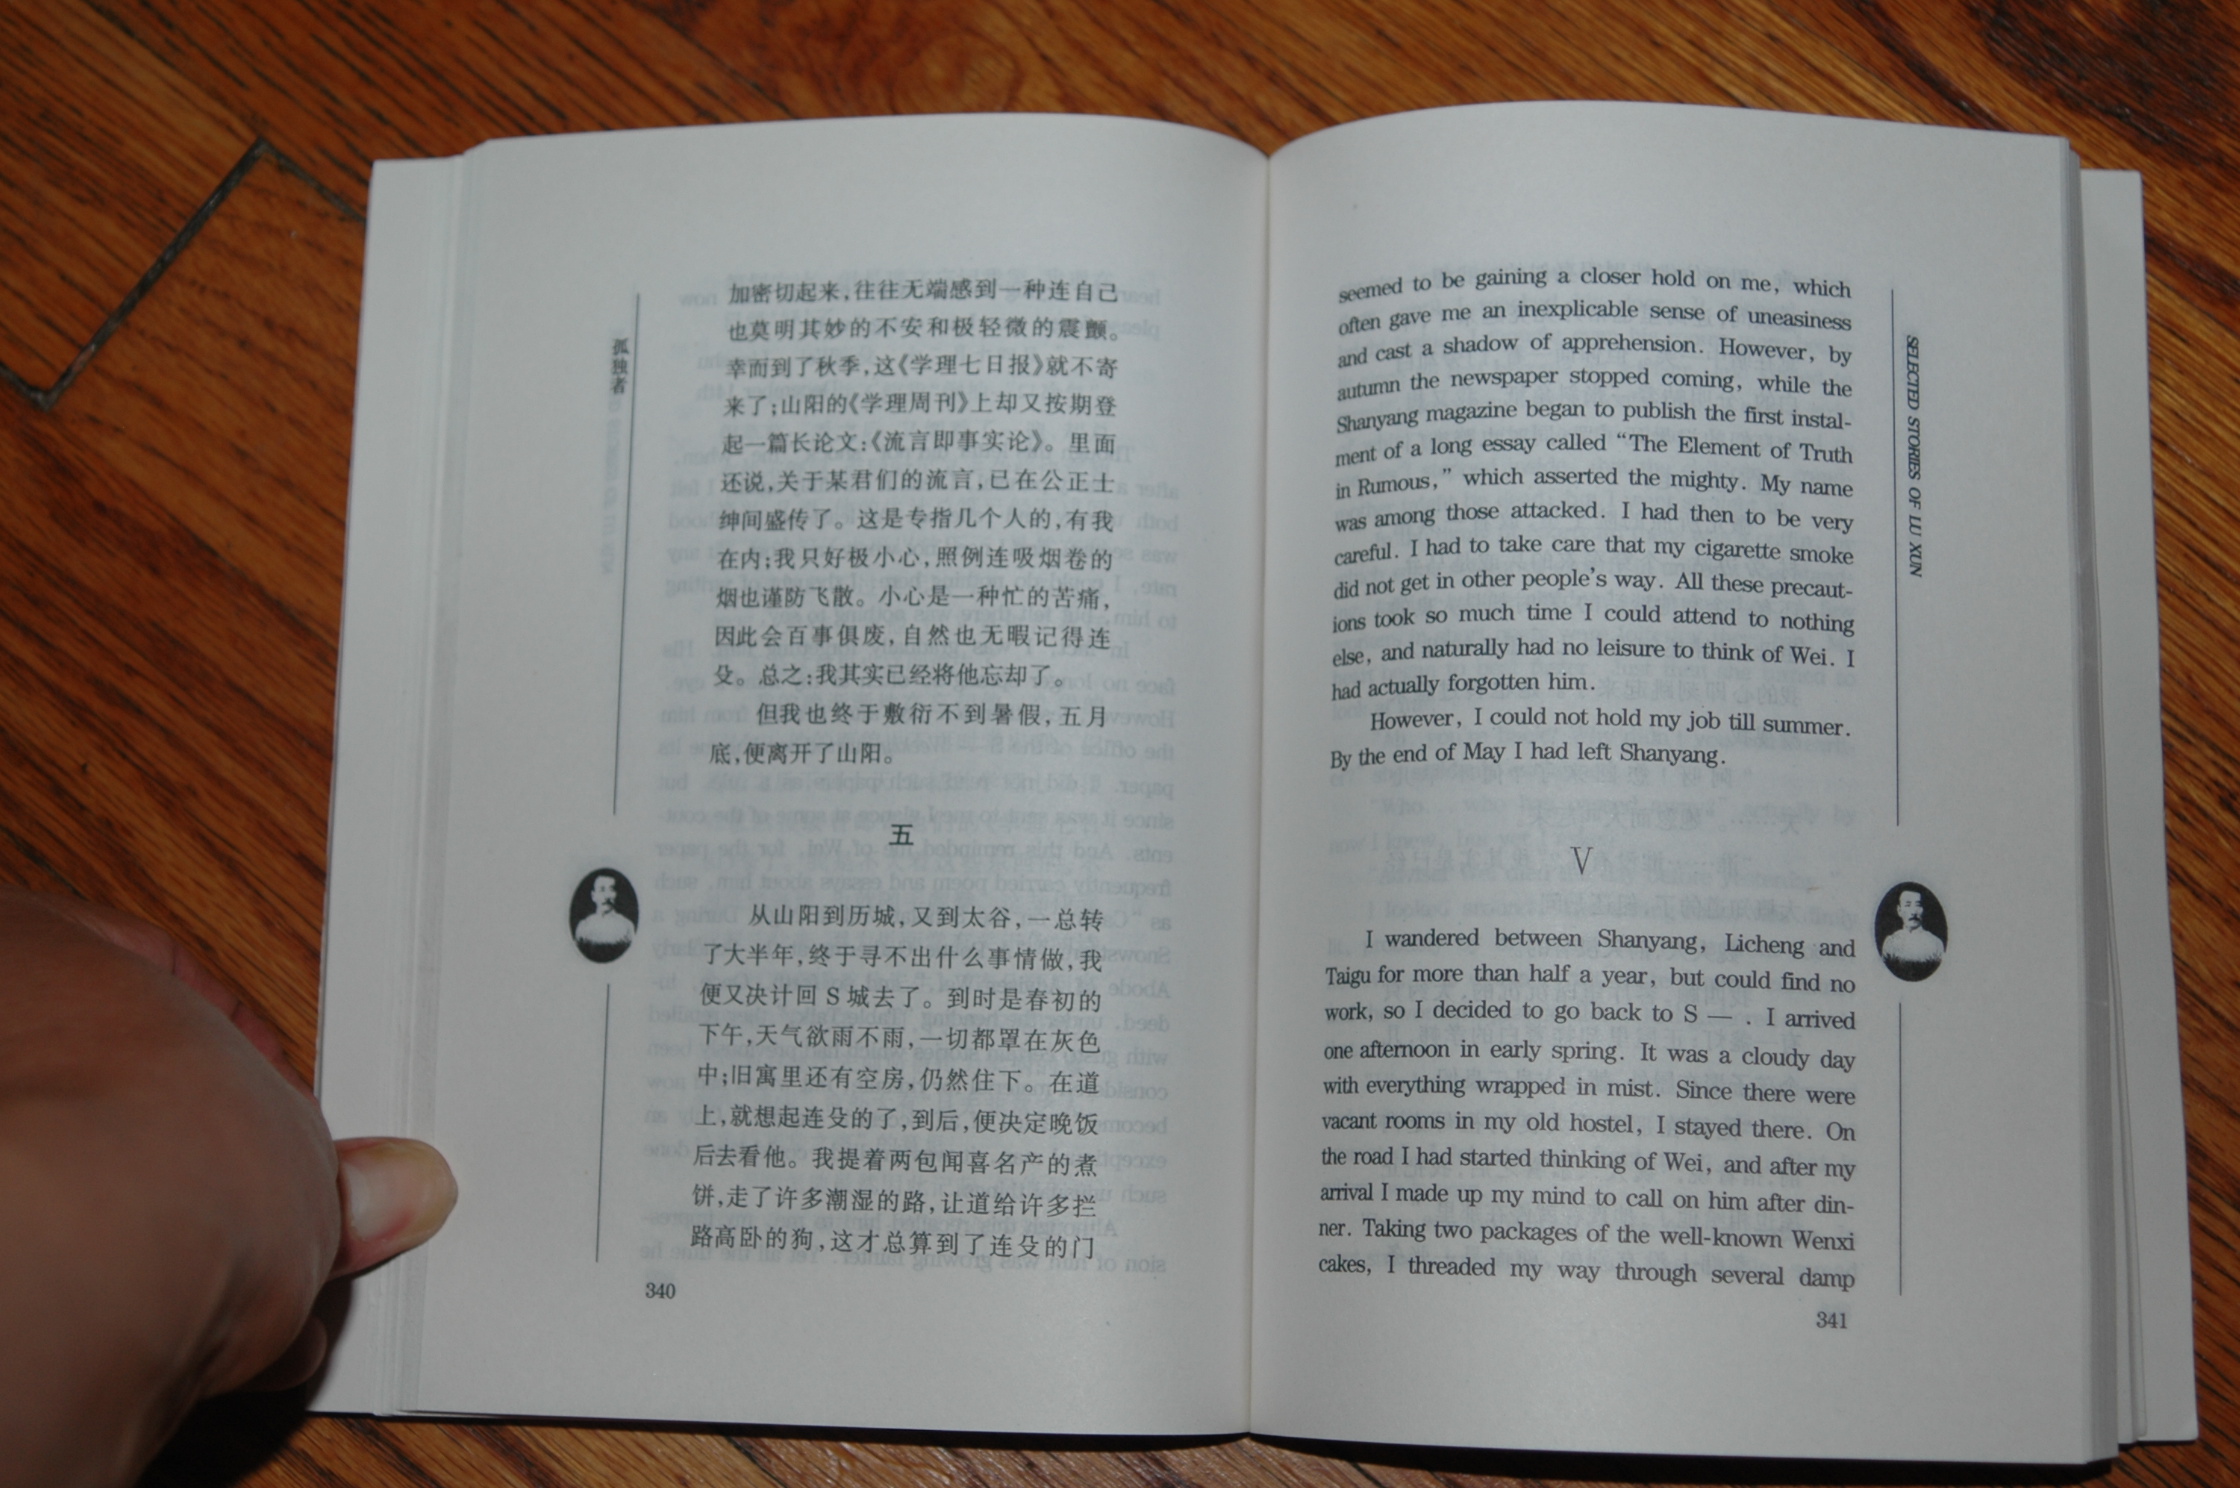 孤独者
加密切起来,往往无端感到一种连自己
也莫明其妙的不安和极轻微的震颤。
幸而到了秋季,这《学理七日报》就不寄
来了;山阳的《学理周刊》上却又按期登
起一篇长论文:《流言即事实论》。里面
还说,关于某君们的流言,已在公正士
绅间盛传了。这是专指几个人的,有我
在内;我只好极小心,照例连吸烟卷的
烟也谨防飞散。小心是一种忙的苦痛,
因此会百事俱废,自然也无暇记得连
殳。总之:我其实已经将他忘却了。
但我也终于敷衍不到暑假,五月
底,便离开了山阳。
五
从山阳到历城,又到太谷,一总转
了大半年,终于寻不出什么事情做,我
便又决计回 S 城去了。到时是春初的
下午,天气欲雨不雨,一切都罩在灰色
中;旧寓里还有空房,仍然住下。在道
上,就想起连殳的了,到后,便决定晚饭
后去看他。我提着两包闻喜名产的煮
饼,走了许多潮湿的路,让道给许多拦
路高卧的狗,这才总算到了连殳的门
340
seemed to be gaining a closer hold on me, which
often gave me an inexplicable sense of uneasiness
and cast a shadow of apprehension. However, by
autumn the newspaper stopped coming, while the
Shanyang magazine began to publish the first instal-
ment of a long essay called “The Element of Truth
in Rumous,” which asserted the mighty. My name
was among those attacked. I had then to be very
careful. I had to take care that my cigarette smoke
did not get in other people’s way. All these precaut-
ions took so much time I could attend to nothing
else, and naturally had no leisure to think of Wei. I
had actually forgotten him.
However, I could not hold my job till summer.
By the end of May I had left Shanyang.
V
I wandered between Shanyang, Licheng and
Taigu for more than half a year, but could find no
work, so I decided to go back to S — . I arrived
one afternoon in early spring. It was a cloudy day
with everything wrapped in mist. Since there were
vacant rooms in my old hostel, I stayed there. On
the road I had started thinking of Wei, and after my
arrival I made up my mind to call on him after din-
ner. Taking two packages of the well-known Wenxi
cakes, I threaded my way through several damp
341
SELECTED STORIES OF LU XUN